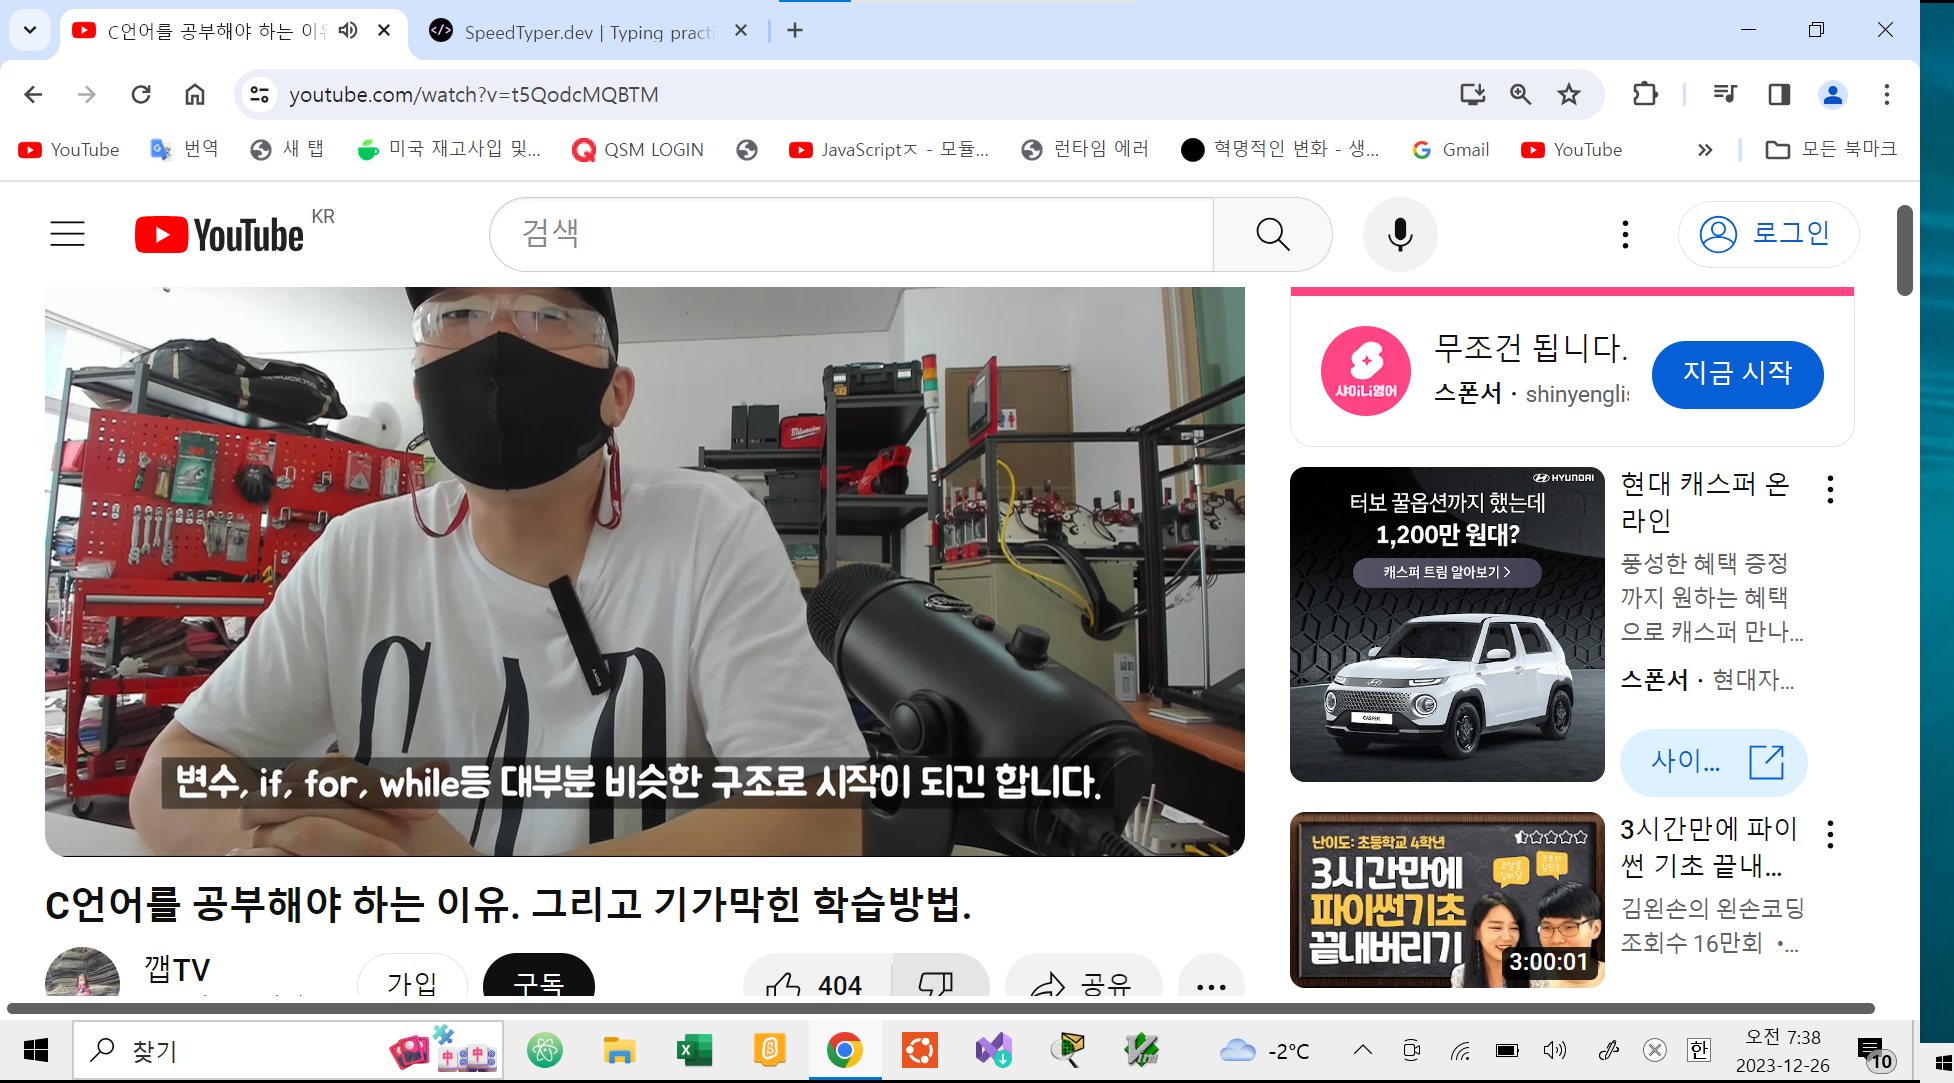 C언어를 공부해야 하는 이유
SpeedTyper.dev | Typing practi
youtube.com/watch?v=t5QodcMQBTM
YouTube
번역
새 탭
미국 재고사입 및...
QSM LOGIN
JavaScriptㅈ - 모듈...
런타임 에러
혁명적인 변화 - 생...
Gmail
YouTube
»
모든 북마크
YouTube KR
검색
로그인
변수, if, for, while등 대부분 비슷한 구조로 시작이 되긴 합니다.
C언어를 공부해야 하는 이유. 그리고 기가막힌 학습방법.
깹TV
가입
구독
404
공유
샤이니영어
무조건 됩니다.
스폰서 · shinyenglis
지금 시작
HYUNDAI
터보 꿀옵션까지 했는데
1,200만 원대?
캐스퍼 트림 알아보기 >
CASPER
현대 캐스퍼 온
라인
풍성한 혜택 증정
까지 원하는 혜택
으로 캐스퍼 만나...
스폰서 · 현대자...
사이...
난이도: 초등학교 4학년
3시간만에
파이썬기초
끝내버리기
3:00:01
3시간만에 파이
썬 기초 끝내...
김왼손의 왼손코딩
조회수 16만회 •...
찾기
-2℃
한
오전 7:38
2023-12-26
10